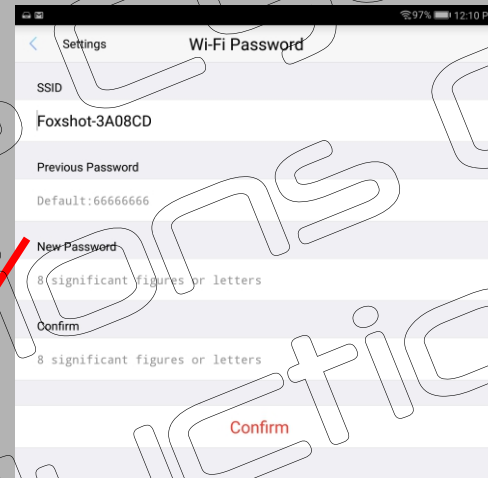 97% 12:10 P
Settings Wi-Fi Password
SSID
Foxshot-3A08CD
Previous Password
Default:66666666
New Password
8 significant figures or letters
Confirm
8 significant figures or letters
Confirm